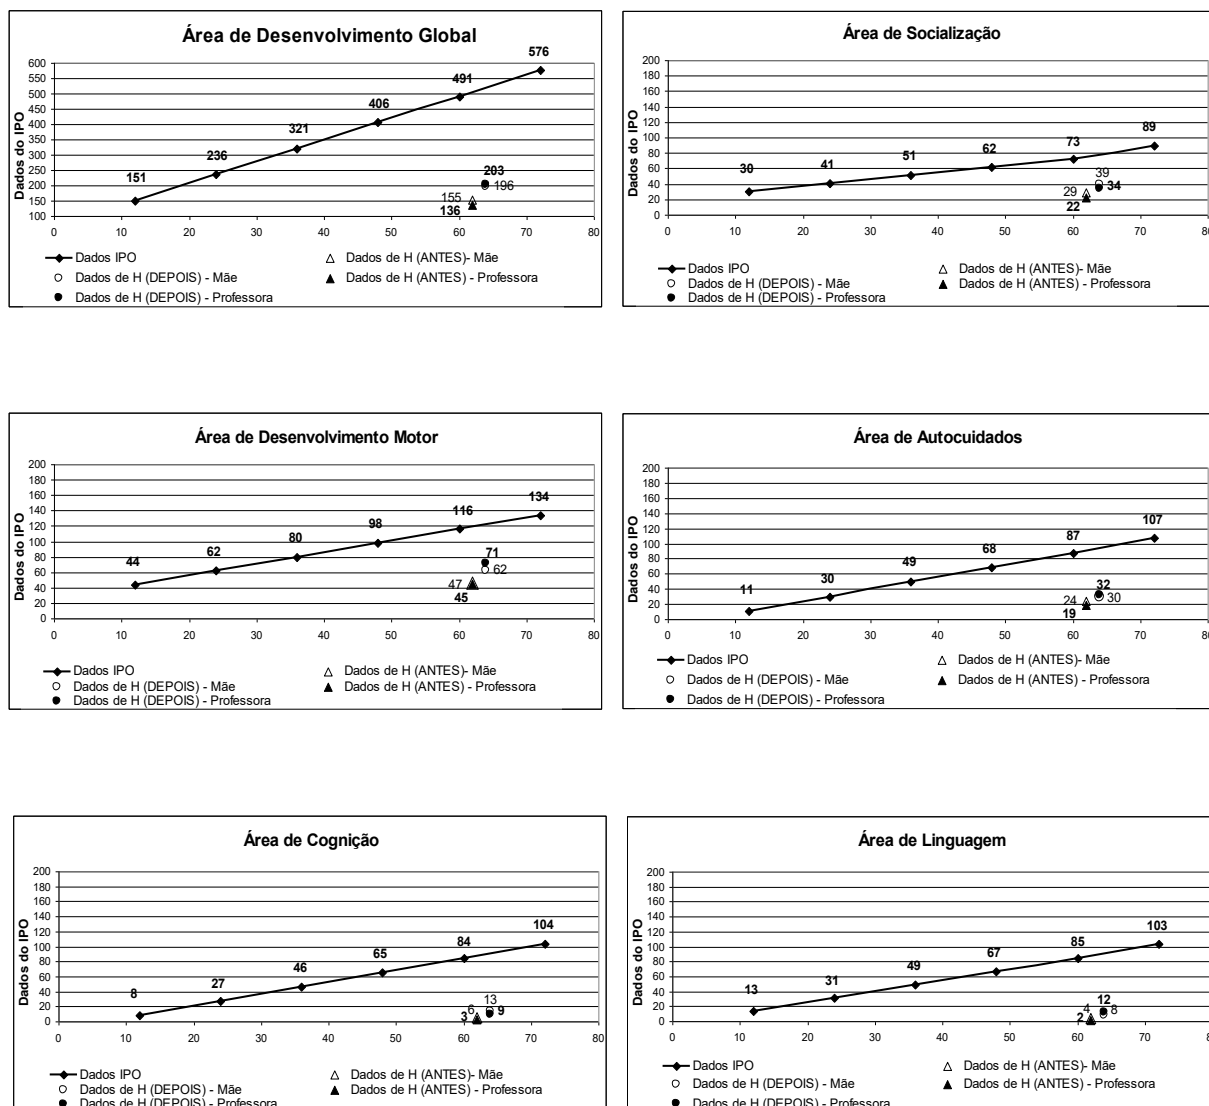 Área de Desenvolvimento Global
Dados do IPO
600
550
500
450
400
350
300
250
200
150
100
0 10 20 30 40 50 60 70 80
151 236 321 406 491 576
155 136 203 196
Dados IPO
Dados de H (ANTES)- Mãe
Dados de H (DEPOIS) - Mãe
Dados de H (ANTES) - Professora
Dados de H (DEPOIS) - Professora
Área de Socialização
Dados do IPO
200
180
160
140
120
100
80
60
40
20
0
0 10 20 30 40 50 60 70 80
30 41 51 62 73 89
29 22 39 34
Dados IPO
Dados de H (ANTES)- Mãe
Dados de H (DEPOIS) - Mãe
Dados de H (ANTES) - Professora
Dados de H (DEPOIS) - Professora
Área de Desenvolvimento Motor
Dados do IPO
200
180
160
140
120
100
80
60
40
20
0
0 10 20 30 40 50 60 70 80
44 62 80 98 116 134
47 45 71 62
Dados IPO
Dados de H (ANTES)- Mãe
Dados de H (DEPOIS) - Mãe
Dados de H (ANTES) - Professora
Dados de H (DEPOIS) - Professora
Área de Autocuidados
Dados do IPO
200
180
160
140
120
100
80
60
40
20
0
0 10 20 30 40 50 60 70 80
11 30 49 68 87 107
24 19 32 30
Dados IPO
Dados de H (ANTES)- Mãe
Dados de H (DEPOIS) - Mãe
Dados de H (ANTES) - Professora
Dados de H (DEPOIS) - Professora
Área de Cognição
Dados do IPO
200
180
160
140
120
100
80
60
40
20
0
0 10 20 30 40 50 60 70 80
8 27 46 65 84 104
6 3 13 9
Dados IPO
Dados de H (ANTES)- Mãe
Dados de H (DEPOIS) - Mãe
Dados de H (ANTES) - Professora
Dados de H (DEPOIS) - Professora
Área de Linguagem
Dados do IPO
200
180
160
140
120
100
80
60
40
20
0
0 10 20 30 40 50 60 70
13 31 49 67 85 103
4 2 12 8
Dados IPO
Dados de H (ANTES)- Mãe
Dados de H (DEPOIS) - Mãe
Dados de H (ANTES) - Professora
Dados de H (DEPOIS) - Professora